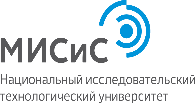 МИСиС
Национальный исследовательский
технологический университет